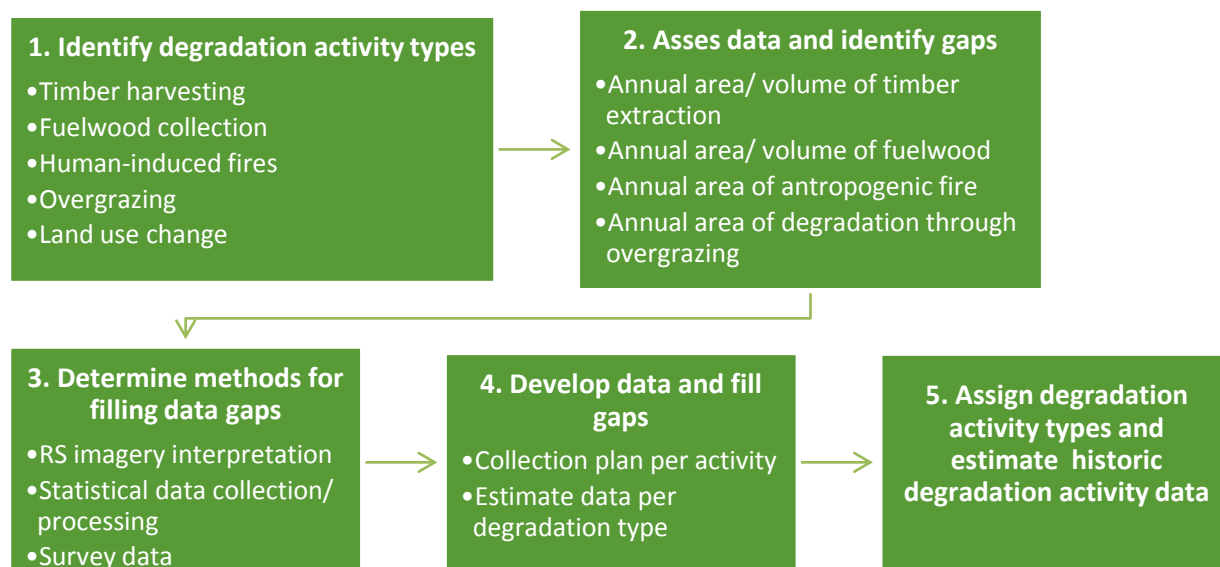 1. Identify degradation activity types
•Timber harvesting
•Fuelwood collection
•Human-induced fires
•Overgrazing
•Land use change
2. Asses data and identify gaps
•Annual area/ volume of timber
extraction
•Annual area/ volume of fuelwood
•Annual area of antropogenic fire
•Annual area of degradation through
overgrazing
3. Determine methods for
filling data gaps
•RS imagery interpretation
•Statistical data collection/
processing
•Survey data
4. Develop data and fill
gaps
•Collection plan per activity
•Estimate data per
degradation type
5. Assign degradation
activity types and
estimate historic
degradation activity data